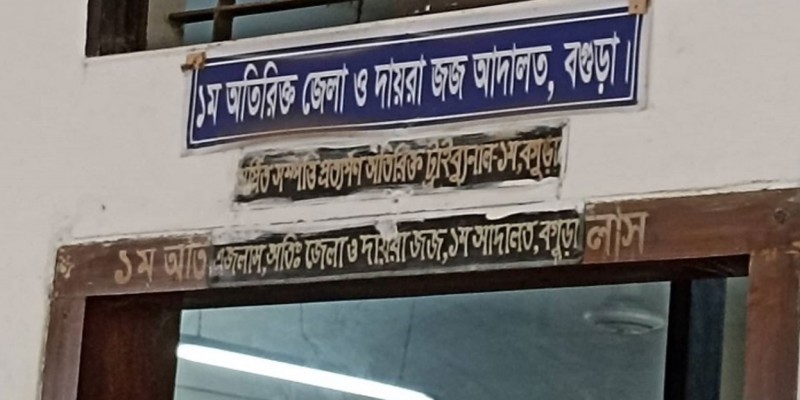 ১ম অতিরিক্ত জেলা ও দায়রা জজ আদালত, বগুড়া।
অর্পিত সম্পত্তি প্রত্যর্পণ অতিরিক্ত ট্রাইব্যুনাল-১ম, বগুড়া
১ম অতি এজলাস, অতিঃ জেলা ও দায়রা জজ, ১ম আদালত, বগুড়া লাস